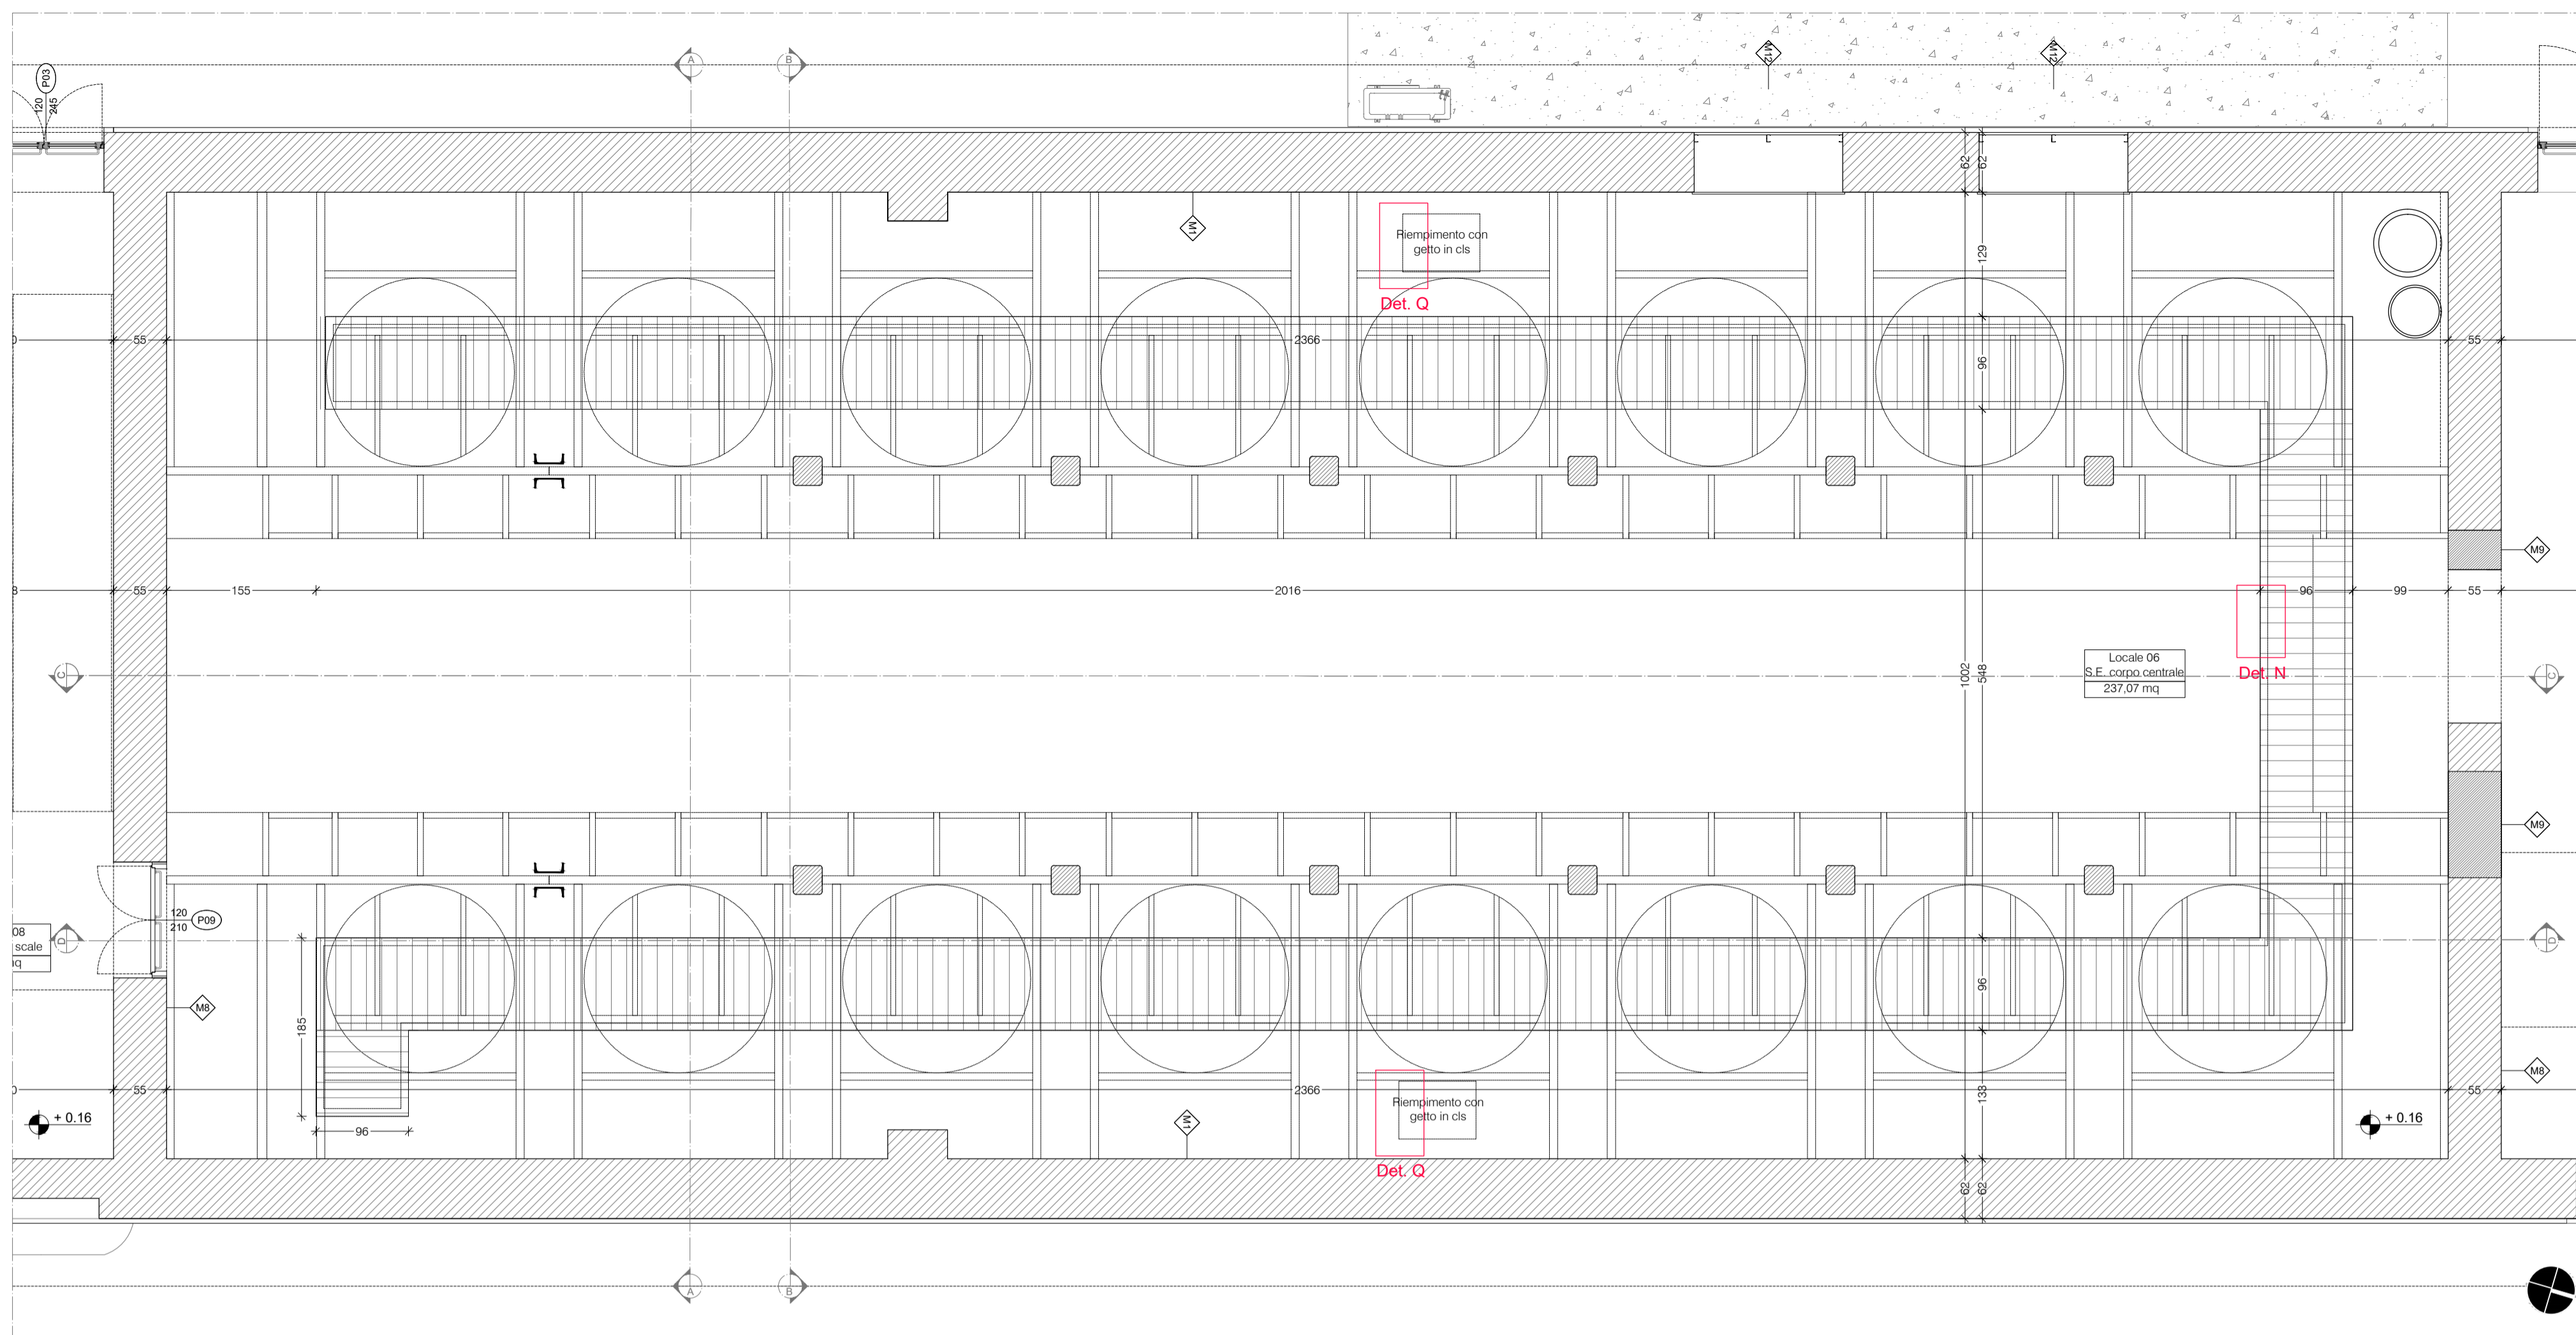 A
B
M12
M12
P03
120
245
62
62
M1
Riempimento con
getto in cls
129
Det. Q
55
2366
55
96
M9
55
155
2016
96
99
55
1002
548
Locale 06
S.E. corpo centrale
237,07 mq
Det. N
C
C
M9
120
210
P09
08
scale
D
D
96
M8
185
M8
55
2366
55
Riempimento con
getto in cls
133
+ 0.16
96
M1
+ 0.16
Det. Q
62
62
A
B